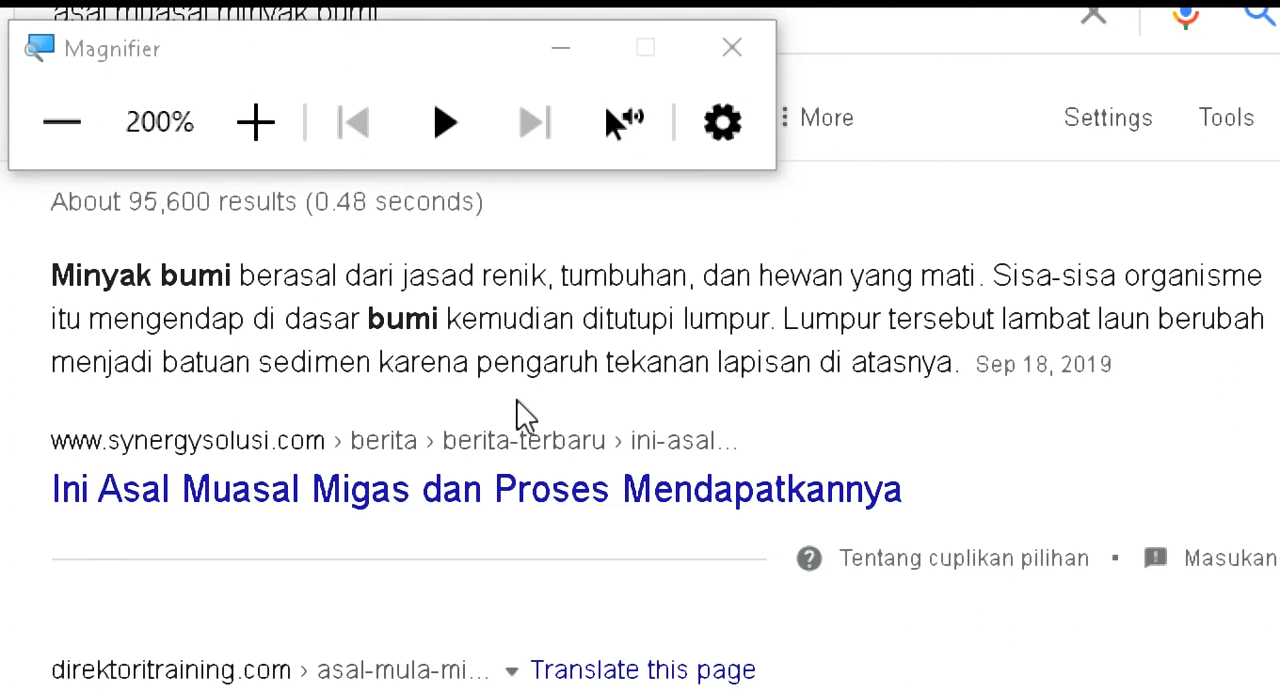 asal muasal minyak bumi
Magnifier
200%
More
Settings
Tools
About 95,600 results (0.48 seconds)
Minyak bumi berasal dari jasad renik, tumbuhan, dan hewan yang mati. Sisa-sisa organisme
itu mengendap di dasar bumi kemudian ditutupi lumpur. Lumpur tersebut lambat laun berubah
menjadi batuan sedimen karena pengaruh tekanan lapisan di atasnya. Sep 18, 2019
www.synergysolusi.com › berita › berita-terbaru › ini-asal...
Ini Asal Muasal Migas dan Proses Mendapatkannya
Tentang cuplikan pilihan ▪ Masukan
direktoritraining.com › asal-mula-mi... Translate this page